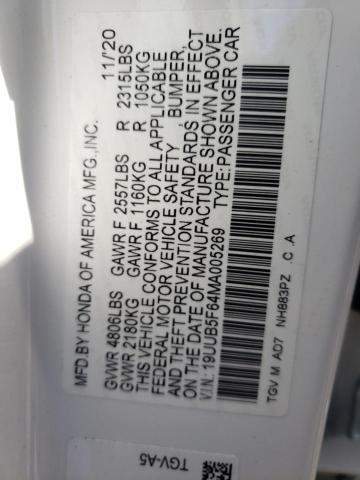 MFD.BY HONDA OF AMERICA MFG.,INC. 11/'20
GVWR 4806LBS GAWR F 2557LBS R 2315LBS
GVWR 2180KG GAWR F 1160KG R 1050KG
THIS VEHICLE CONFORMS TO ALL APPLICABLE
FEDERAL MOTOR VEHICLE SAFETY, BUMPER,
AND THEFT PREVENTION STANDARDS IN EFFECT
ON THE DATE OF MANUFACTURE SHOWN ABOVE.
V.I.N.: 19UUB5F64MA005269 TYPE:PASSENGER CAR
TGV M AD7 NH883PZ .C .A
TGV-A5